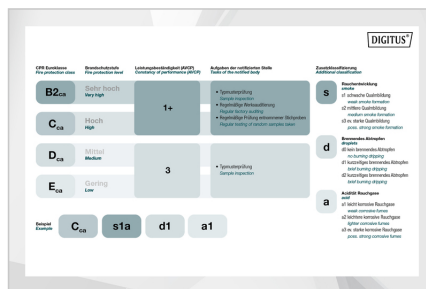 DIGITUS
CPR Euroklasse
Fire protection class
Brandschutzstufe
Fire protection level
Leistungsbeständigkeit (AVCP)
Constancy of performance (AVCP)
Aufgaben der notifizierten Stelle
Tasks of the notified body
Zusatzklassifizierung
Additional classification
B2ca
Sehr hoch
Very high
Cca
Hoch
High
1+
• Typmusterprüfung
Sample inspection
• Regelmäßige Werksauditierung
Regular factory auditing
• Regelmäßige Prüfung entnommener Stichproben
Regular testing of random samples taken
Dca
Mittel
Medium
Eca
Gering
Low
3
• Typmusterprüfung
Sample inspection
s
Rauchentwicklung
smoke
s1 schwache Qualmbildung
weak smoke formation
s2 mittlere Qualmbildung
medium smoke formation
s3 ev. starke Qualmbildung
poss. strong smoke formation
d
Brennendes Abtropfen
droplets
d0 kein brennendes Abtropfen
no burning dripping
d1 kurzzeitiges brennendes Abtropfen
brief burning dripping
d2 kurzzeitiges brennendes Abtropfen
brief burning dripping
a
Acidität Rauchgase
acid
a1 leicht korrosive Rauchgase
weak corrosive fumes
a2 leichtere korrosive Rauchgase
lighter corrosive fumes
a3 ev. starke korrosive Rauchgase
poss. strong corrosive fumes
Beispiel
Example
Cca
s1a
d1
a1